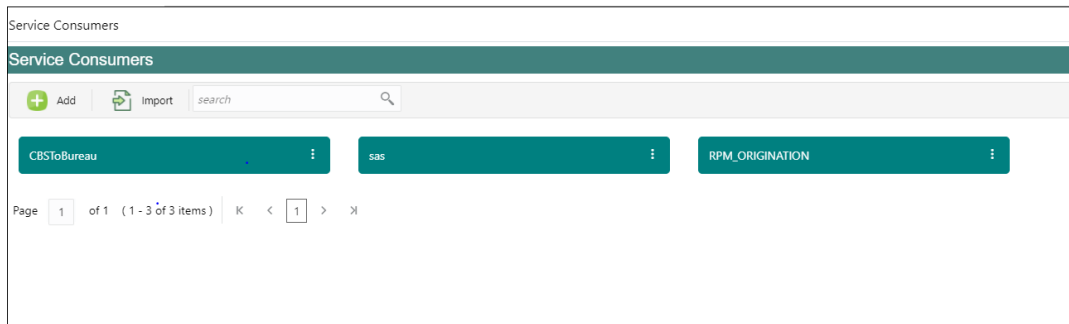 Service Consumers
Service Consumers
Add Import search
CBSToBureau sas RPM_ORIGINATION
Page 1 of 1 ( 1 - 3 of 3 items ) 1